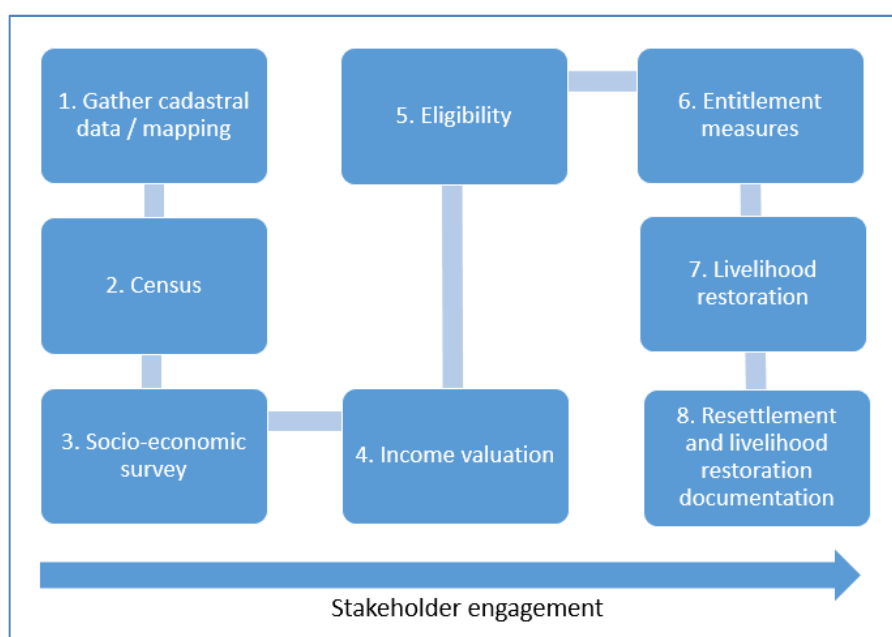 1. Gather cadastral
data / mapping
2. Census
3. Socio-economic
survey
4. Income valuation
5. Eligibility
6. Entitlement
measures
7. Livelihood
restoration
8. Resettlement
and livelihood
restoration
documentation
Stakeholder engagement